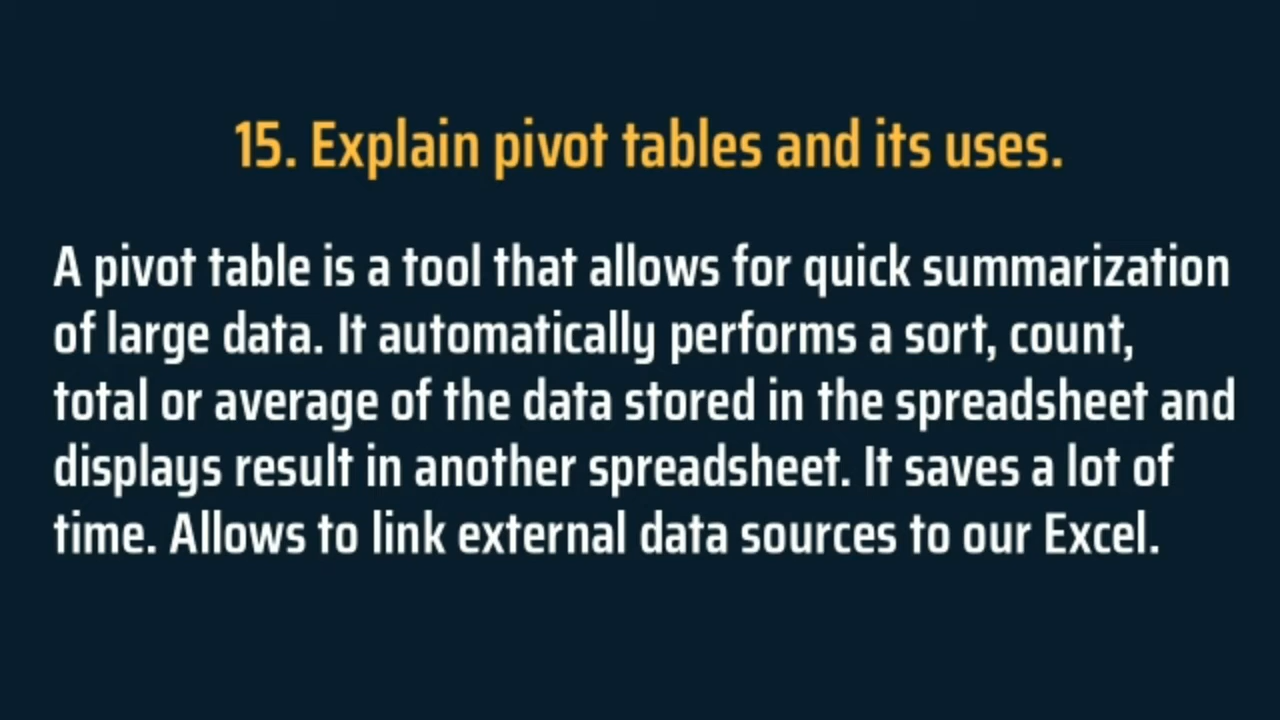 15. Explain pivot tables and its uses.
A pivot table is a tool that allows for quick summarization
of large data. It automatically performs a sort, count,
total or average of the data stored in the spreadsheet and
displays result in another spreadsheet. It saves a lot of
time. Allows to link external data sources to our Excel.